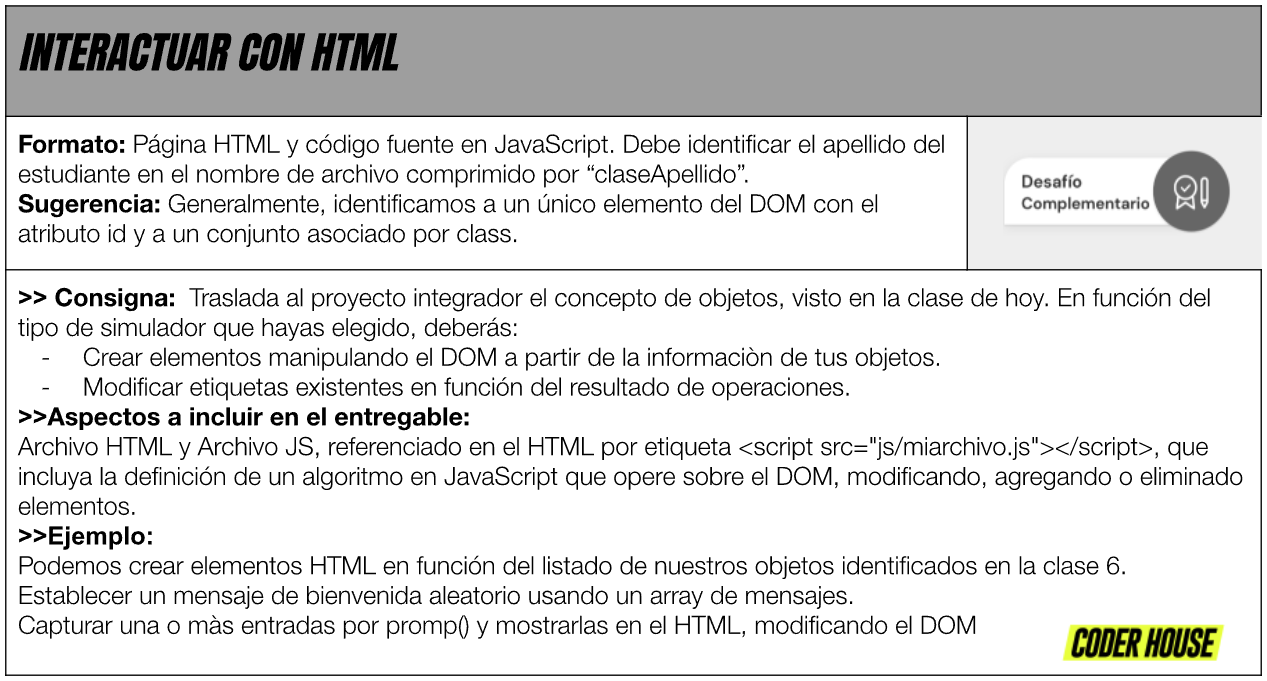 INTERACTUAR CON HTML
Formato: Página HTML y código fuente en JavaScript. Debe identificar el apellido del
estudiante en el nombre de archivo comprimido por “claseApellido”.
Sugerencia: Generalmente, identificamos a un único elemento del DOM con el
atributo id y a un conjunto asociado por class.
Desafío
Complementario
>> Consigna: Traslada al proyecto integrador el concepto de objetos, visto en la clase de hoy. En función del
tipo de simulador que hayas elegido, deberás:
- Crear elementos manipulando el DOM a partir de la informaciòn de tus objetos.
- Modificar etiquetas existentes en función del resultado de operaciones.
>>Aspectos a incluir en el entregable:
Archivo HTML y Archivo JS, referenciado en el HTML por etiqueta <script src="js/miarchivo.js"></script>, que
incluya la definición de un algoritmo en JavaScript que opere sobre el DOM, modificando, agregando o eliminado
elementos.
>>Ejemplo:
Podemos crear elementos HTML en función del listado de nuestros objetos identificados en la clase 6.
Establecer un mensaje de bienvenida aleatorio usando un array de mensajes.
Capturar una o màs entradas por promp() y mostrarlas en el HTML, modificando el DOM
CODER HOUSE